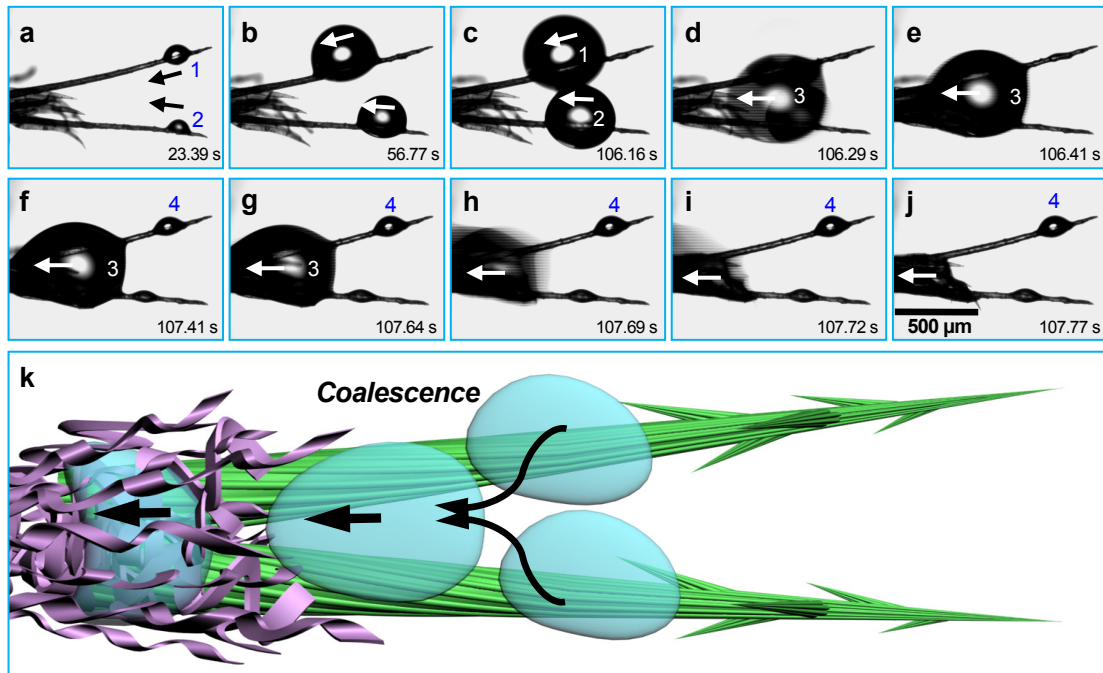 a
1
2
23.39 s
b
56.77 s
c
1
2
106.16 s
d
3
106.29 s
e
3
106.41 s
f
4
3
107.41 s
g
4
3
107.64 s
h
4
107.69 s
i
4
107.72 s
j
4
500 µm
107.77 s
k
Coalescence